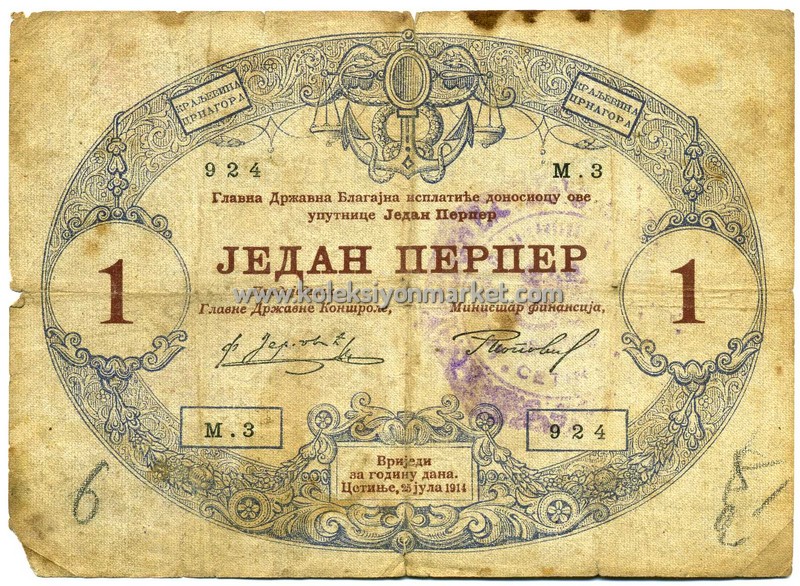 КРАЉЕВИНА
ЦРНАГОРА
КРАЉЕВИНА
ЦРНАГОРА
924
М.3
Главна Државна Благајна исплатиће доносиоцу ове
упутнице Један Перпер
1
ЈЕДАН ПЕРПЕР
1
www.koleksiyonmarket.com
Главне Државне Контроле,
Министар финансија,
М.3
924
Вриједи
за годину дана.
Цетиње, 25 јула 1914
6